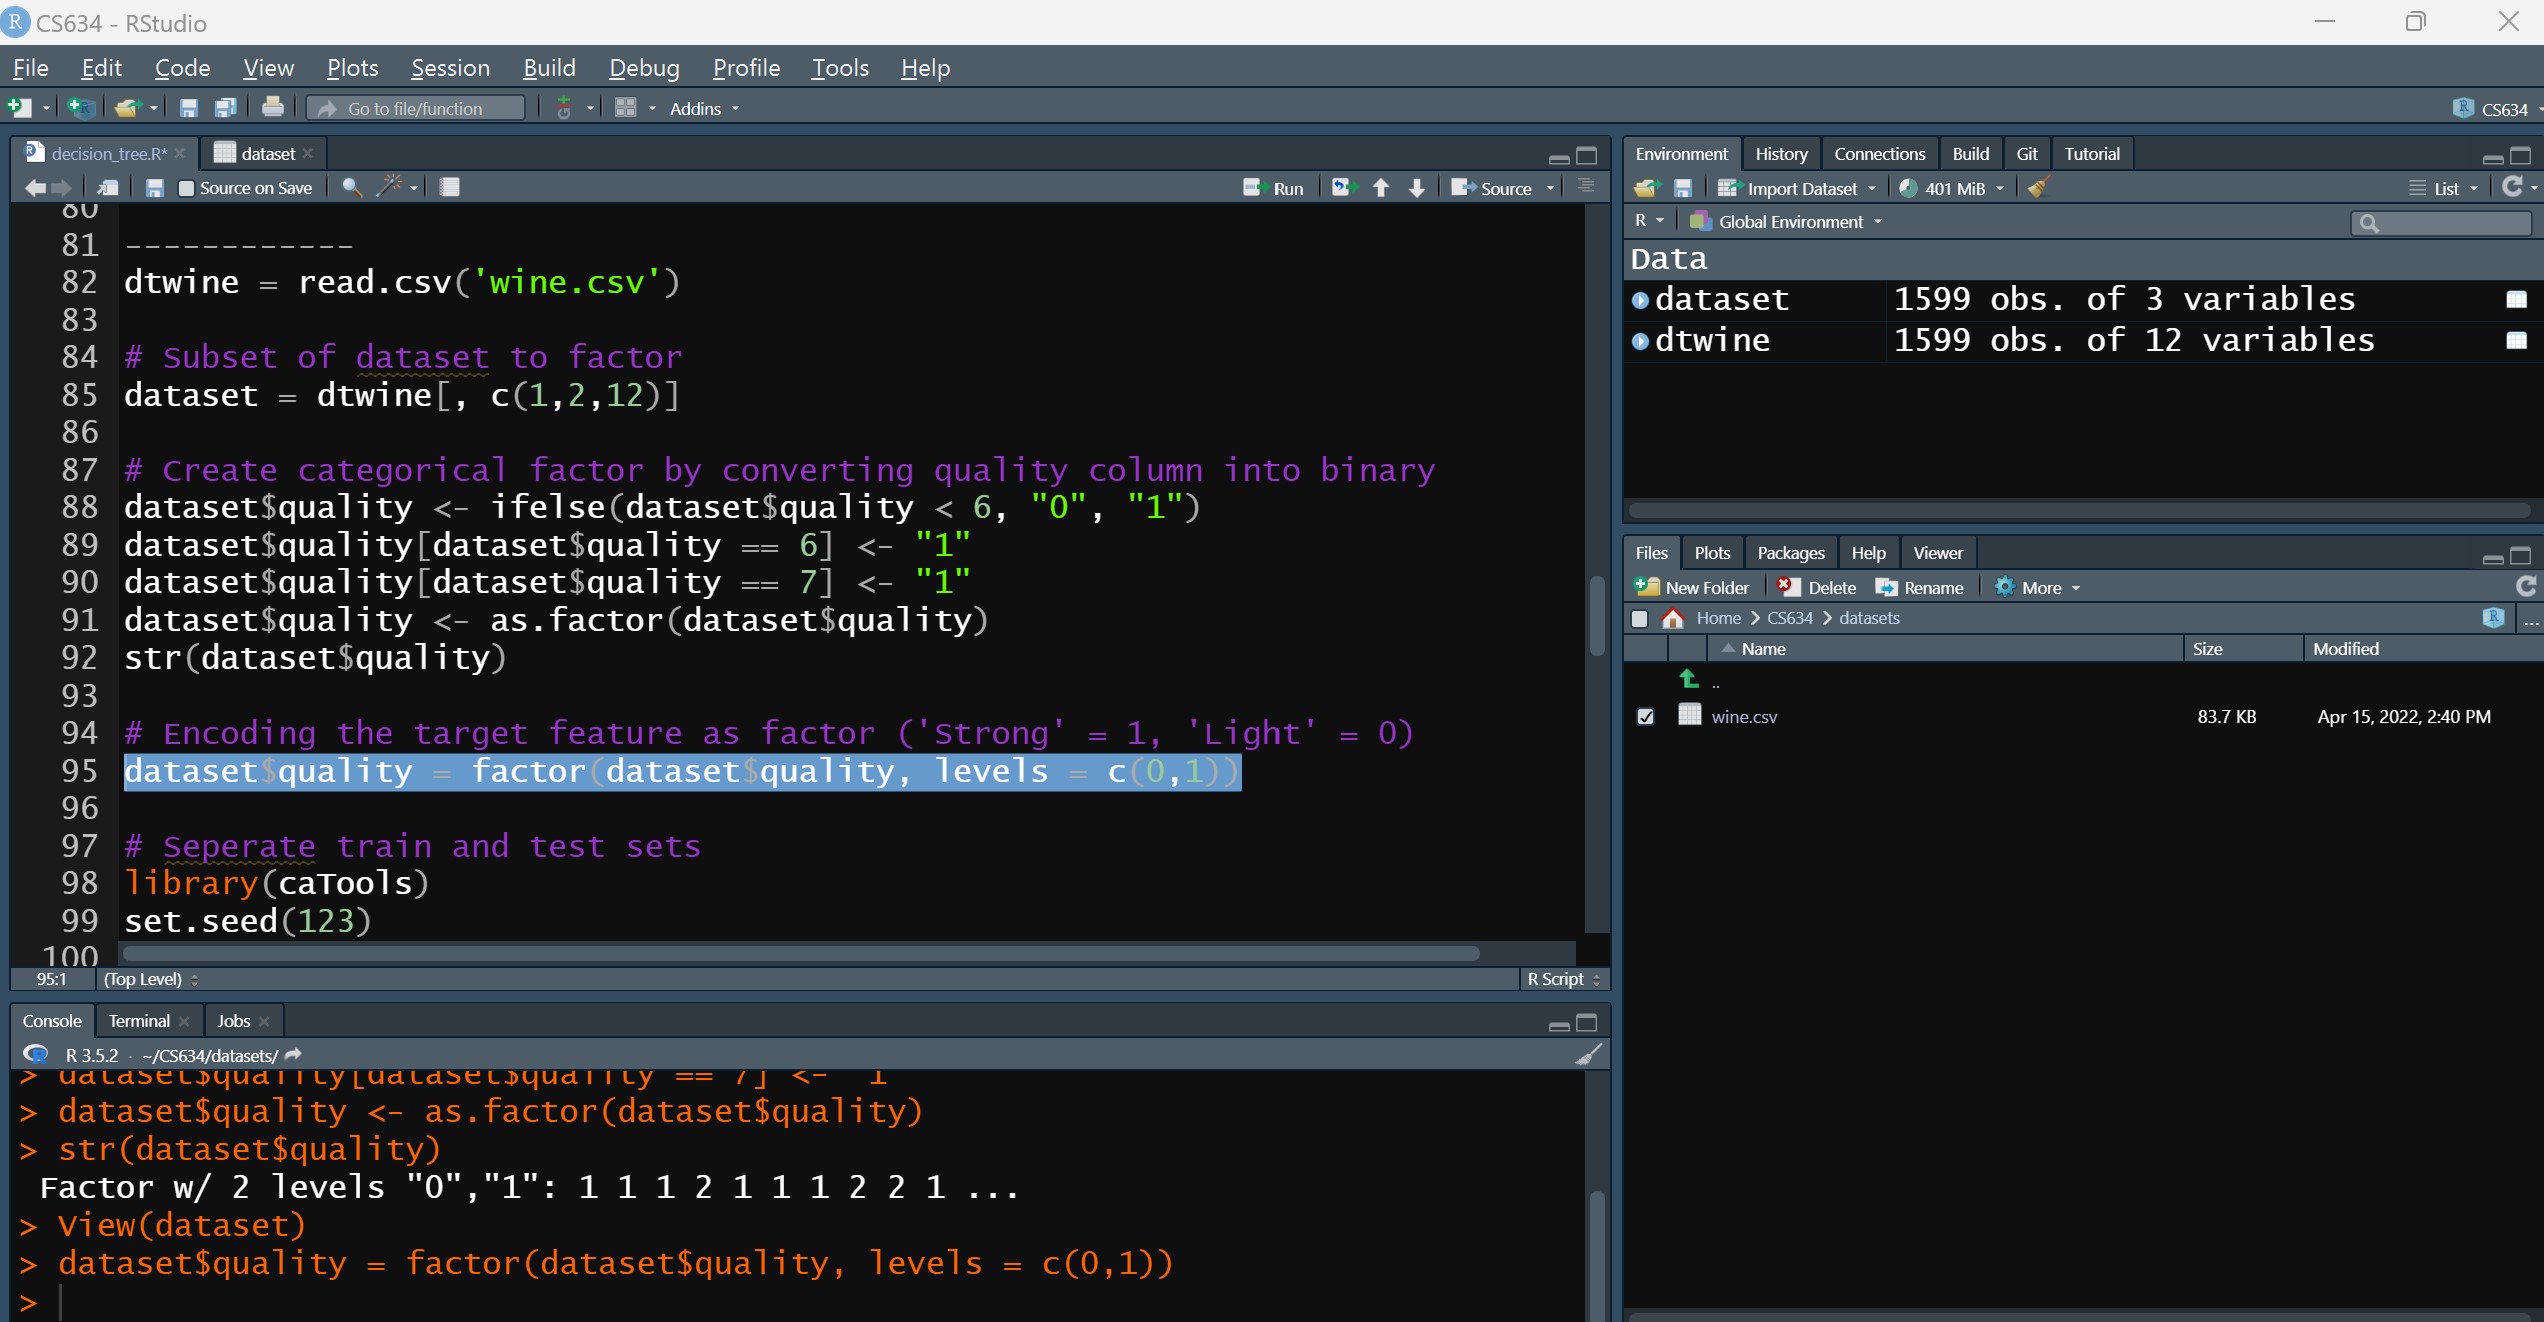 CS634 - RStudio
File Edit Code View Plots Session Build Debug Profile Tools Help
Go to file/function Addins CS634
decision_tree.R* dataset
Source on Save Run Source
80
81 ------------
82 dtwine = read.csv('wine.csv')
83
84 # Subset of dataset to factor
85 dataset = dtwine[, c(1,2,12)]
86
87 # Create categorical factor by converting quality column into binary
88 dataset$quality <- ifelse(dataset$quality < 6, "0", "1")
89 dataset$quality[dataset$quality == 6] <- "1"
90 dataset$quality[dataset$quality == 7] <- "1"
91 dataset$quality <- as.factor(dataset$quality)
92 str(dataset$quality)
93
94 # Encoding the target feature as factor ('Strong' = 1, 'Light' = 0)
95 dataset$quality = factor(dataset$quality, levels = c(0,1))
96
97 # Seperate train and test sets
98 library(caTools)
99 set.seed(123)
100
95:1 (Top Level) R Script
Console Terminal Jobs
R 3.5.2 · ~/CS634/datasets/
> dataset$quality[dataset$quality == 7] <- "1"
> dataset$quality <- as.factor(dataset$quality)
> str(dataset$quality)
Factor w/ 2 levels "0","1": 1 1 1 2 1 1 1 2 2 1 ...
> View(dataset)
> dataset$quality = factor(dataset$quality, levels = c(0,1))
>
Environment History Connections Build Git Tutorial
Import Dataset 401 MiB List
R Global Environment
Data
dataset 1599 obs. of 3 variables
dtwine 1599 obs. of 12 variables
Files Plots Packages Help Viewer
New Folder Delete Rename More
Home CS634 datasets ...
Name Size Modified
..
wine.csv 83.7 KB Apr 15, 2022, 2:40 PM